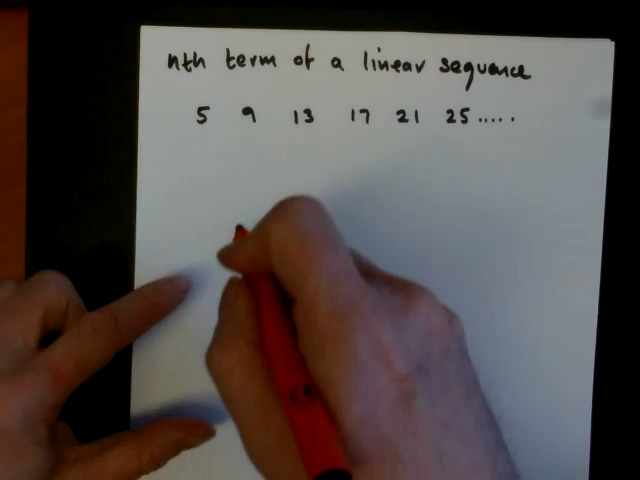 nth term of a linear sequence
5 9 13 17 21 25.....